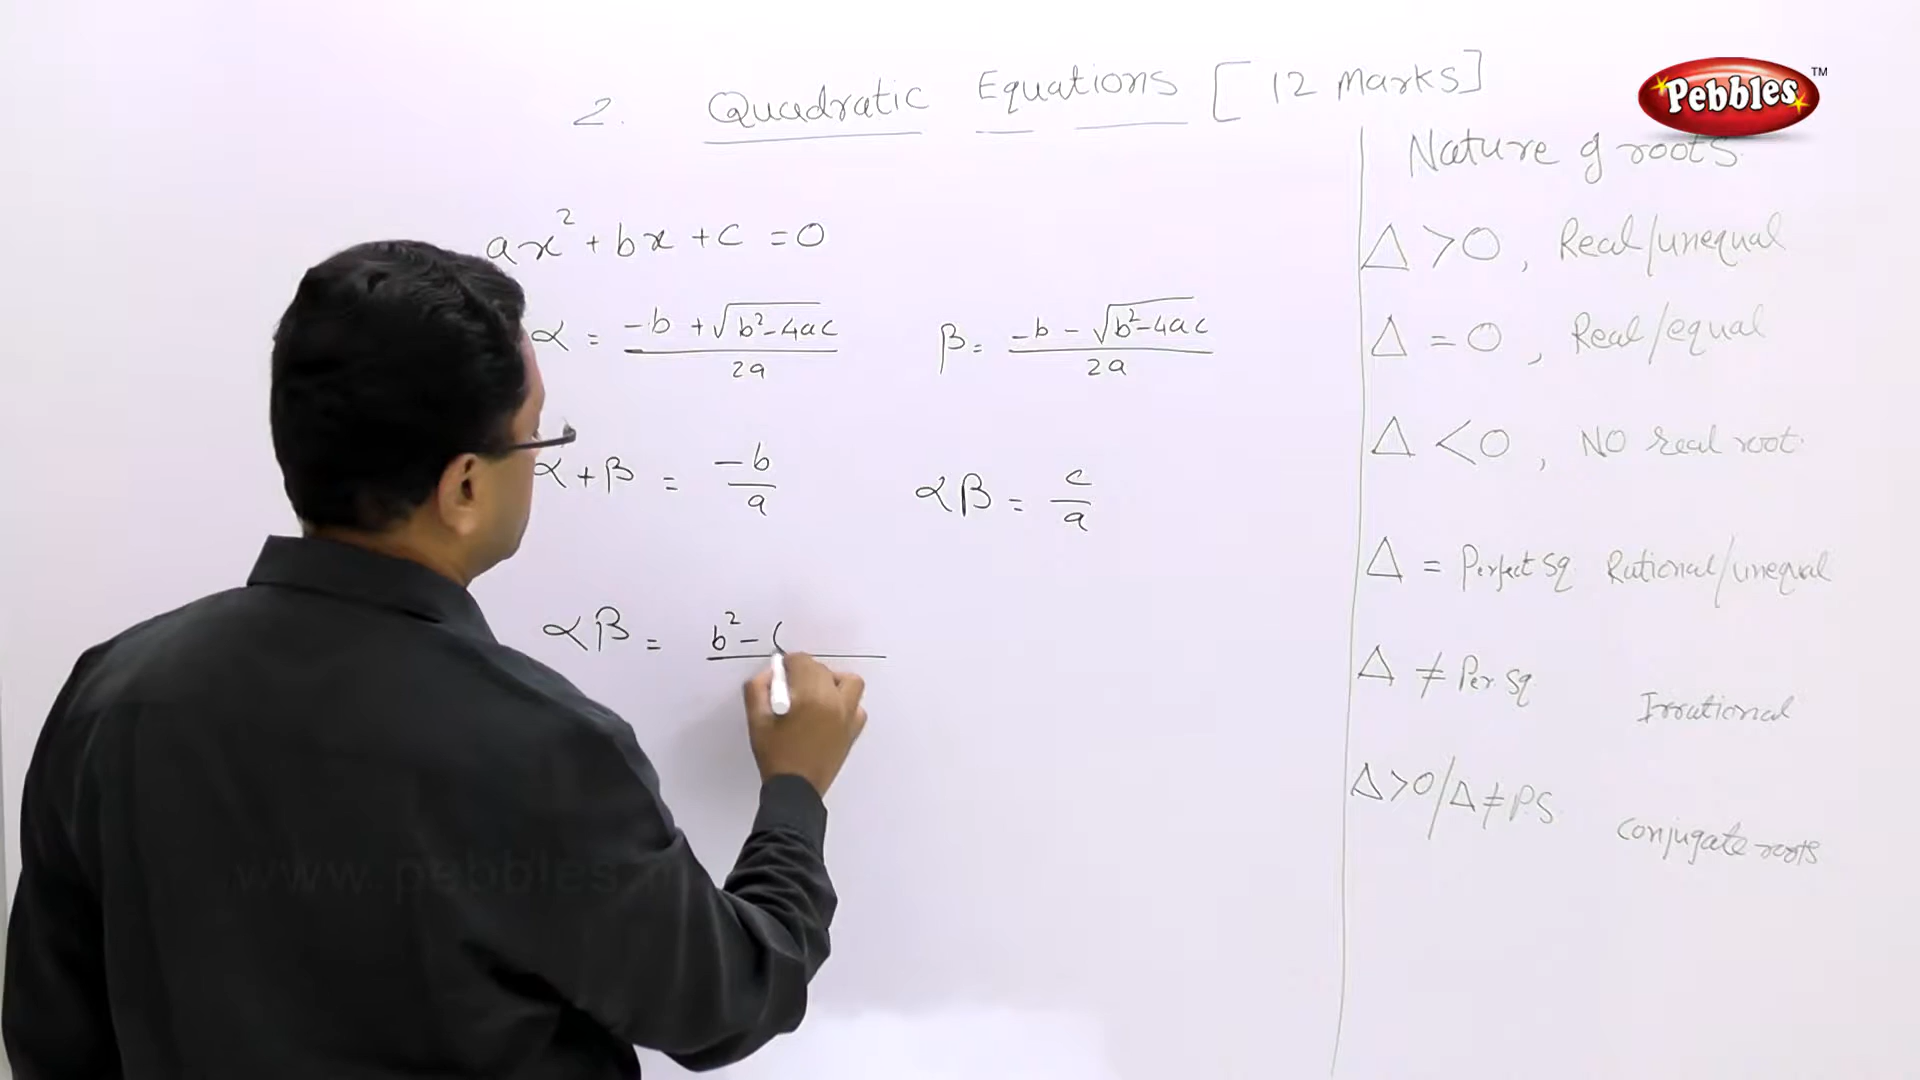 2. Quadratic Equations [12 marks]
Pebbles™
ax² + bx + c = 0
α = (-b + √(b²-4ac))/2a    β = (-b - √(b²-4ac))/2a
α + β = -b/a    αβ = c/a
αβ = b² - (
Nature of roots
Δ > 0, Real/unequal
Δ = 0, Real/equal
Δ < 0, NO real root
Δ = Perfect sq Rational/unequal
Δ ≠ Per. sq Irrational
Δ > 0/Δ ≠ P.S Conjugate roots
www.pebbles